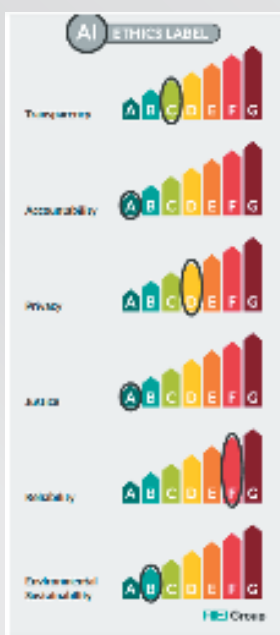 AI ETHICS LABEL
Transparency A B C D E F G
Accountability A B C D E F G
Privacy A B C D E F G
Justice A B C D E F G
Reliability A B C D E F G
Environmental
Sustainability A B C D E F G
Group